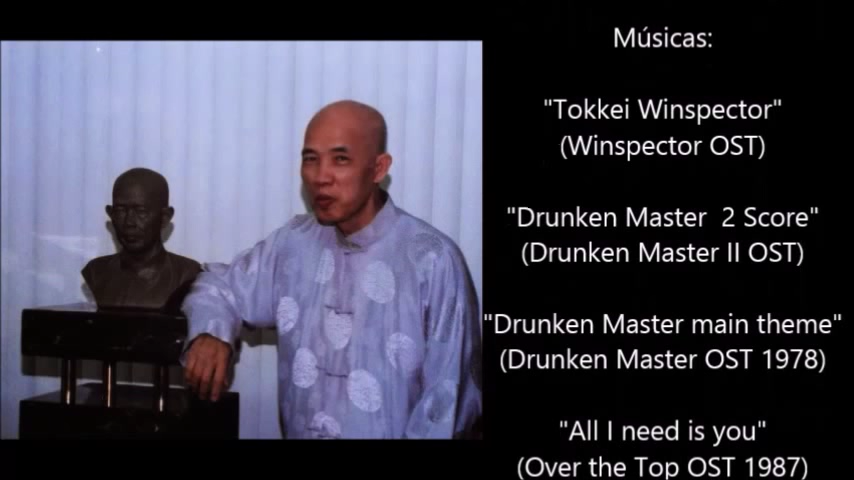 Músicas:
"Tokkei Winspector"
(Winspector OST)
"Drunken Master  2 Score"
(Drunken Master II OST)
"Drunken Master main theme"
(Drunken Master OST 1978)
"All I need is you"
(Over the Top OST 1987)